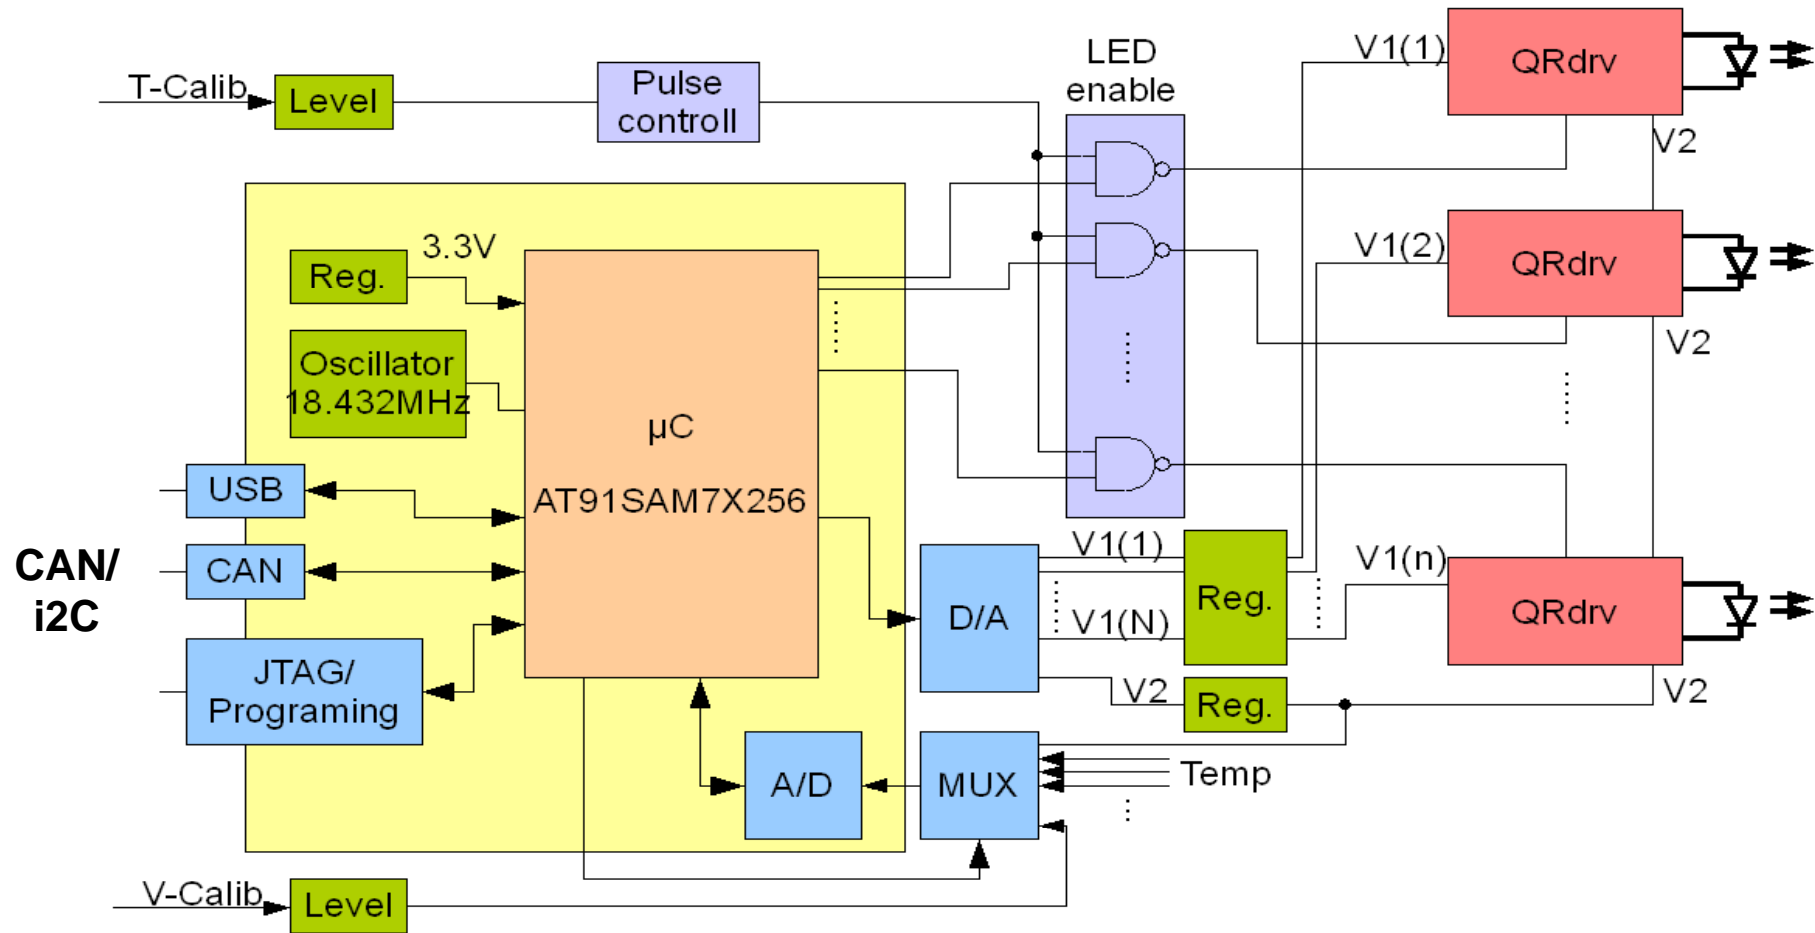 T-Calib
Level
Pulse
controll
LED
enable
V1(1)
QRdrv
V2
3.3V
Reg.
Oscillator
18.432MHz
µC
AT91SAM7X256
V1(2)
QRdrv
V2
USB
CAN/
i2C
CAN
JTAG/
Programing
D/A
V1(1)
V1(N)
Reg.
V1(n)
QRdrv
V2
V2
Reg.
A/D
MUX
Temp
V-Calib
Level